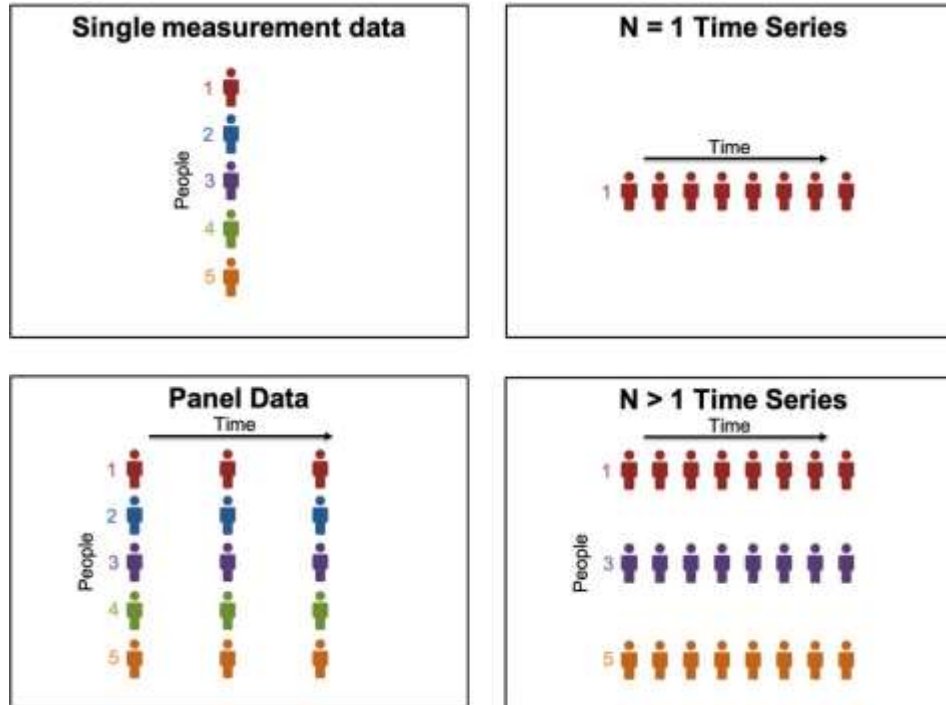 Single measurement data
1
2
3
4
5
People
N = 1 Time Series
Time
1
Panel Data
Time
1
2
3
4
5
People
N > 1 Time Series
Time
1
3
5
People